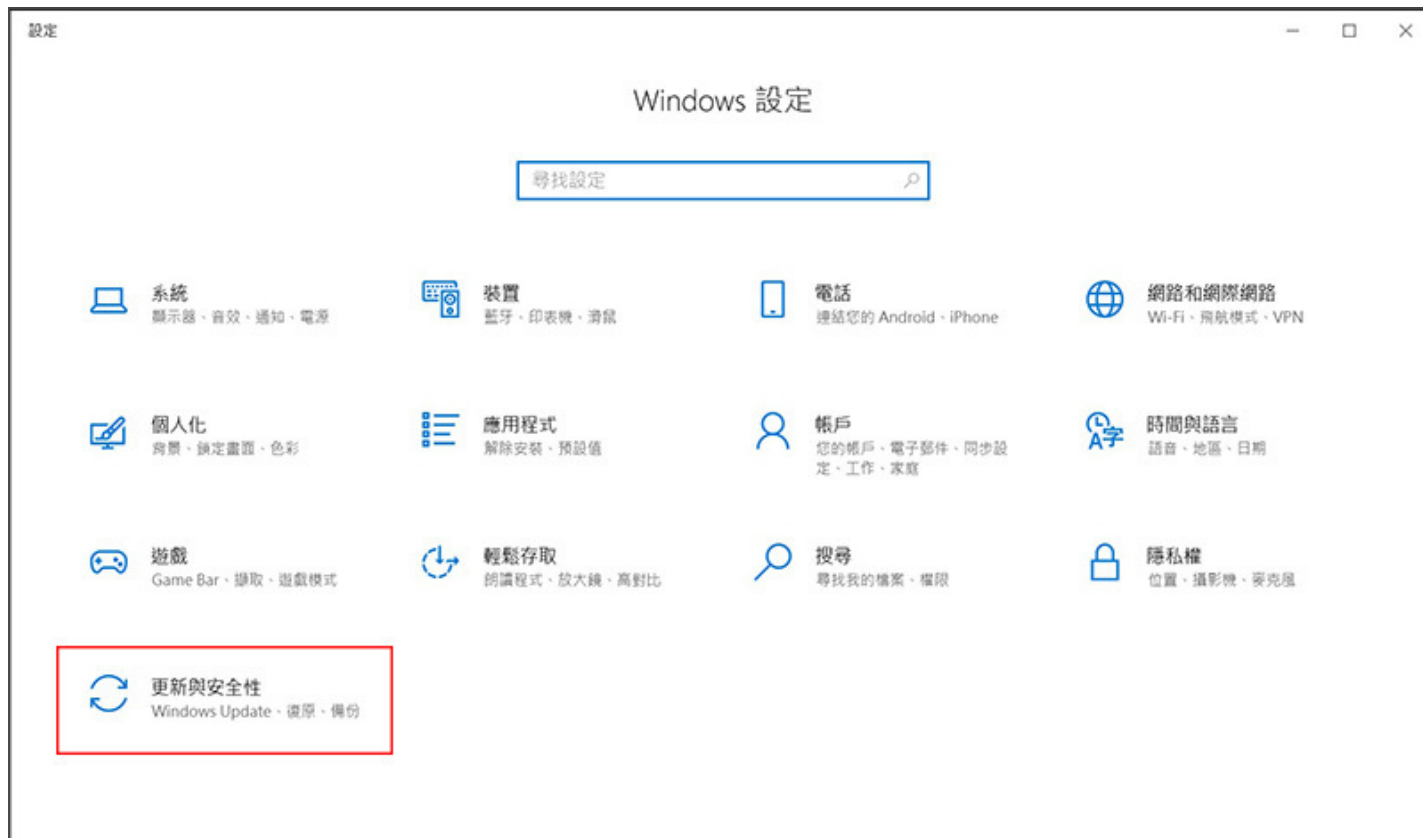 設定
Windows 設定
尋找設定
系統
顯示器、音效、通知、電源
裝置
藍牙、印表機、滑鼠
電話
連結您的 Android、iPhone
網路和網際網路
Wi-Fi、飛航模式、VPN
個人化
背景、鎖定畫面、色彩
應用程式
解除安裝、預設值
帳戶
您的帳戶、電子郵件、同步設
定、工作、家庭
時間與語言
語音、地區、日期
遊戲
Game Bar、擷取、遊戲模式
輕鬆存取
朗讀程式、放大鏡、高對比
搜尋
尋找我的檔案、權限
隱私權
位置、攝影機、麥克風
更新與安全性
Windows Update、復原、備份